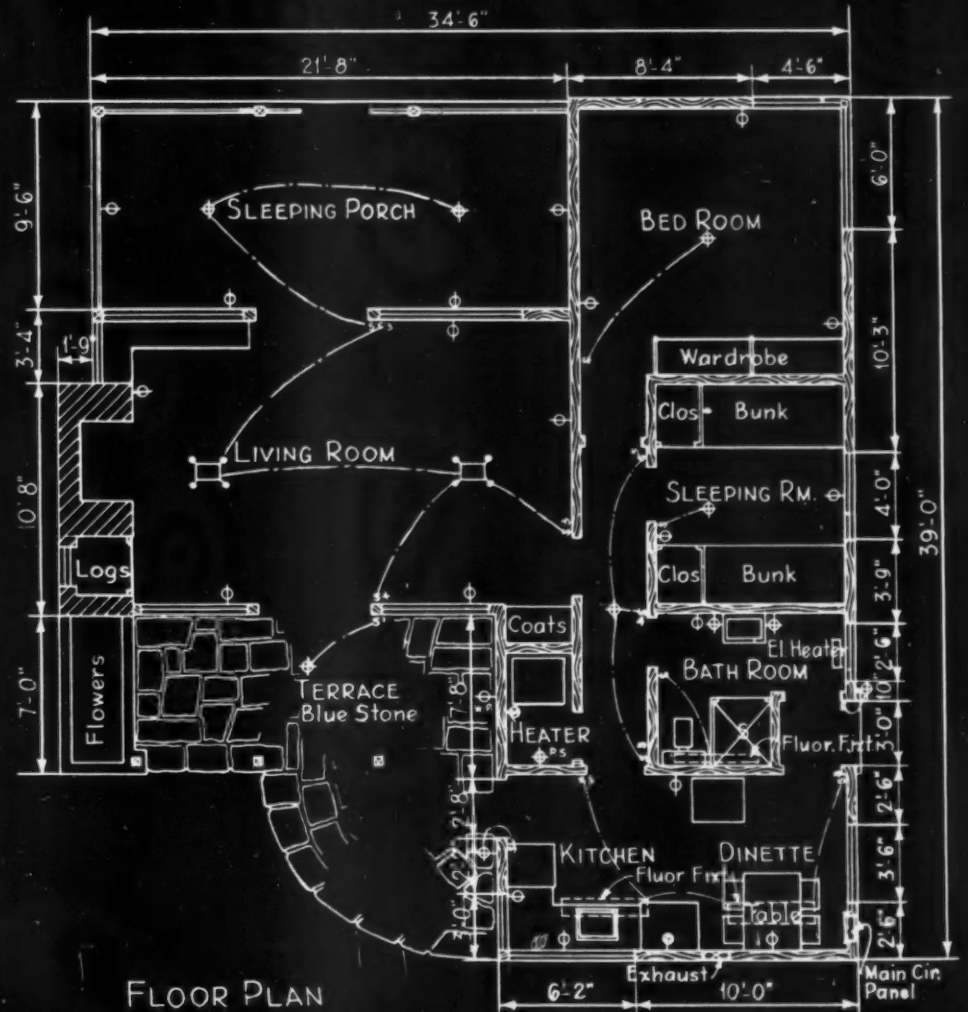 34'-6"
21'-8"
8'-4"
4'-6"
9'-6"
SLEEPING PORCH
BED ROOM
6'-0"
3'-4"
1'-9
Wardrobe
10'-3"
Clos
Bunk
LIVING ROOM
SLEEPING RM.
4'-0"
39'-0"
10'-8"
Logs
Clos
Bunk
3'-9"
Coats
El. Heater
2'-6"
BATH ROOM
7'-0"
Flowers
TERRACE
Blue Stone
7'-8"
HEATER
PS
Fluor. Fixt.
10"
3'-0"
2'-6"
2'-8"
KITCHEN
DINETTE
Fluor Fixt.
3'-6"
2'-2"
Table
3'-0"
2'-6"
Exhaust
Main Cir.
Panel
FLOOR PLAN
6'-2"
10'-0"